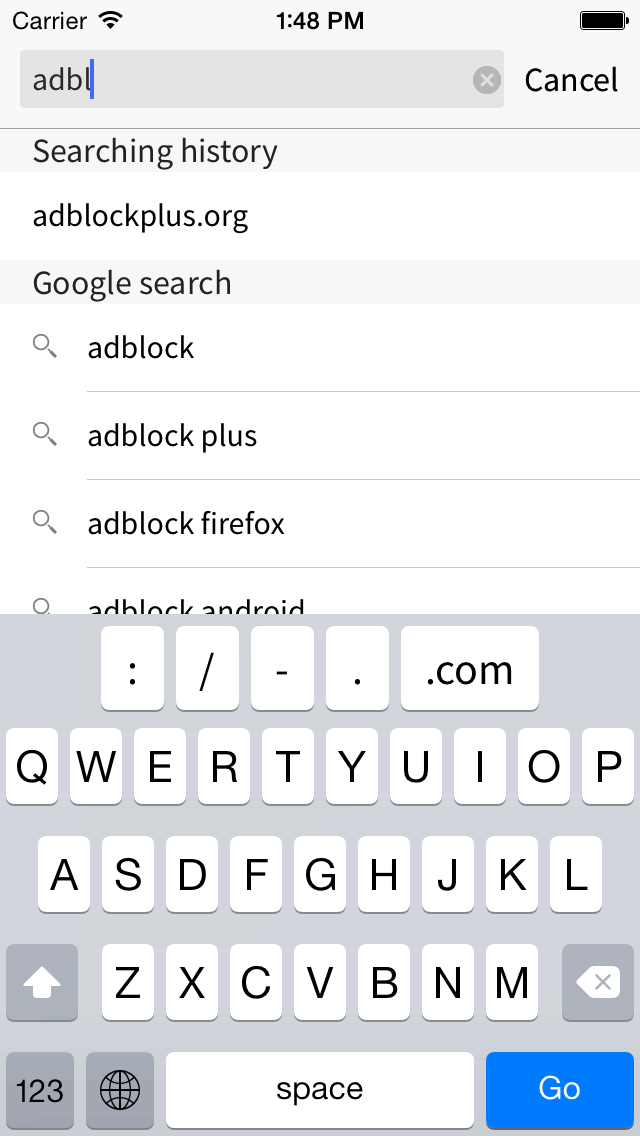 Carrier 1:48 PM
adbl Cancel
Searching history
adblockplus.org
Google search
adblock
adblock plus
adblock firefox
adblock android
: / - . .com
Q W E R T Y U I O P
A S D F G H J K L
Z X C V B N M
123 space Go